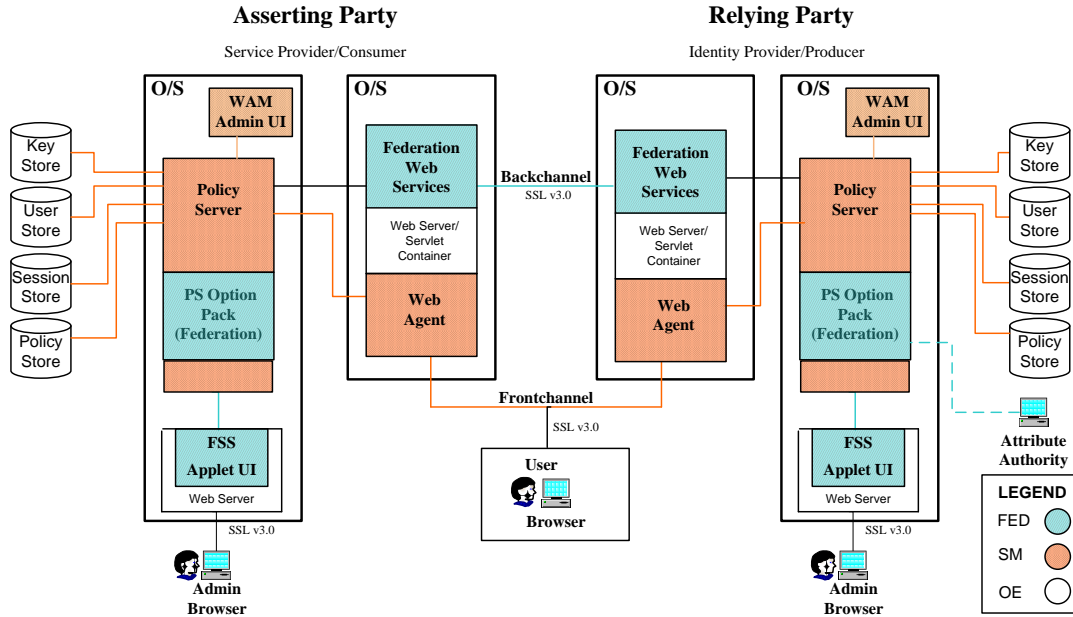 Asserting Party
Service Provider/Consumer
Relying Party
Identity Provider/Producer
O/S
WAM
Admin UI
Key
Store
User
Store
Session
Store
Policy
Store
Policy
Server
PS Option
Pack
(Federation)
FSS
Applet UI
Web Server
SSL v3.0
Admin
Browser
O/S
Federation
Web
Services
Web Server/
Servlet
Container
Web
Agent
Backchannel
SSL v3.0
Frontchannel
SSL v3.0
User
Browser
O/S
Federation
Web
Services
Web Server/
Servlet
Container
Web
Agent
O/S
WAM
Admin UI
Policy
Server
PS Option
Pack
(Federation)
FSS
Applet UI
Web Server
SSL v3.0
Admin
Browser
Key
Store
User
Store
Session
Store
Policy
Store
Attribute
Authority
LEGEND
FED
SM
OE